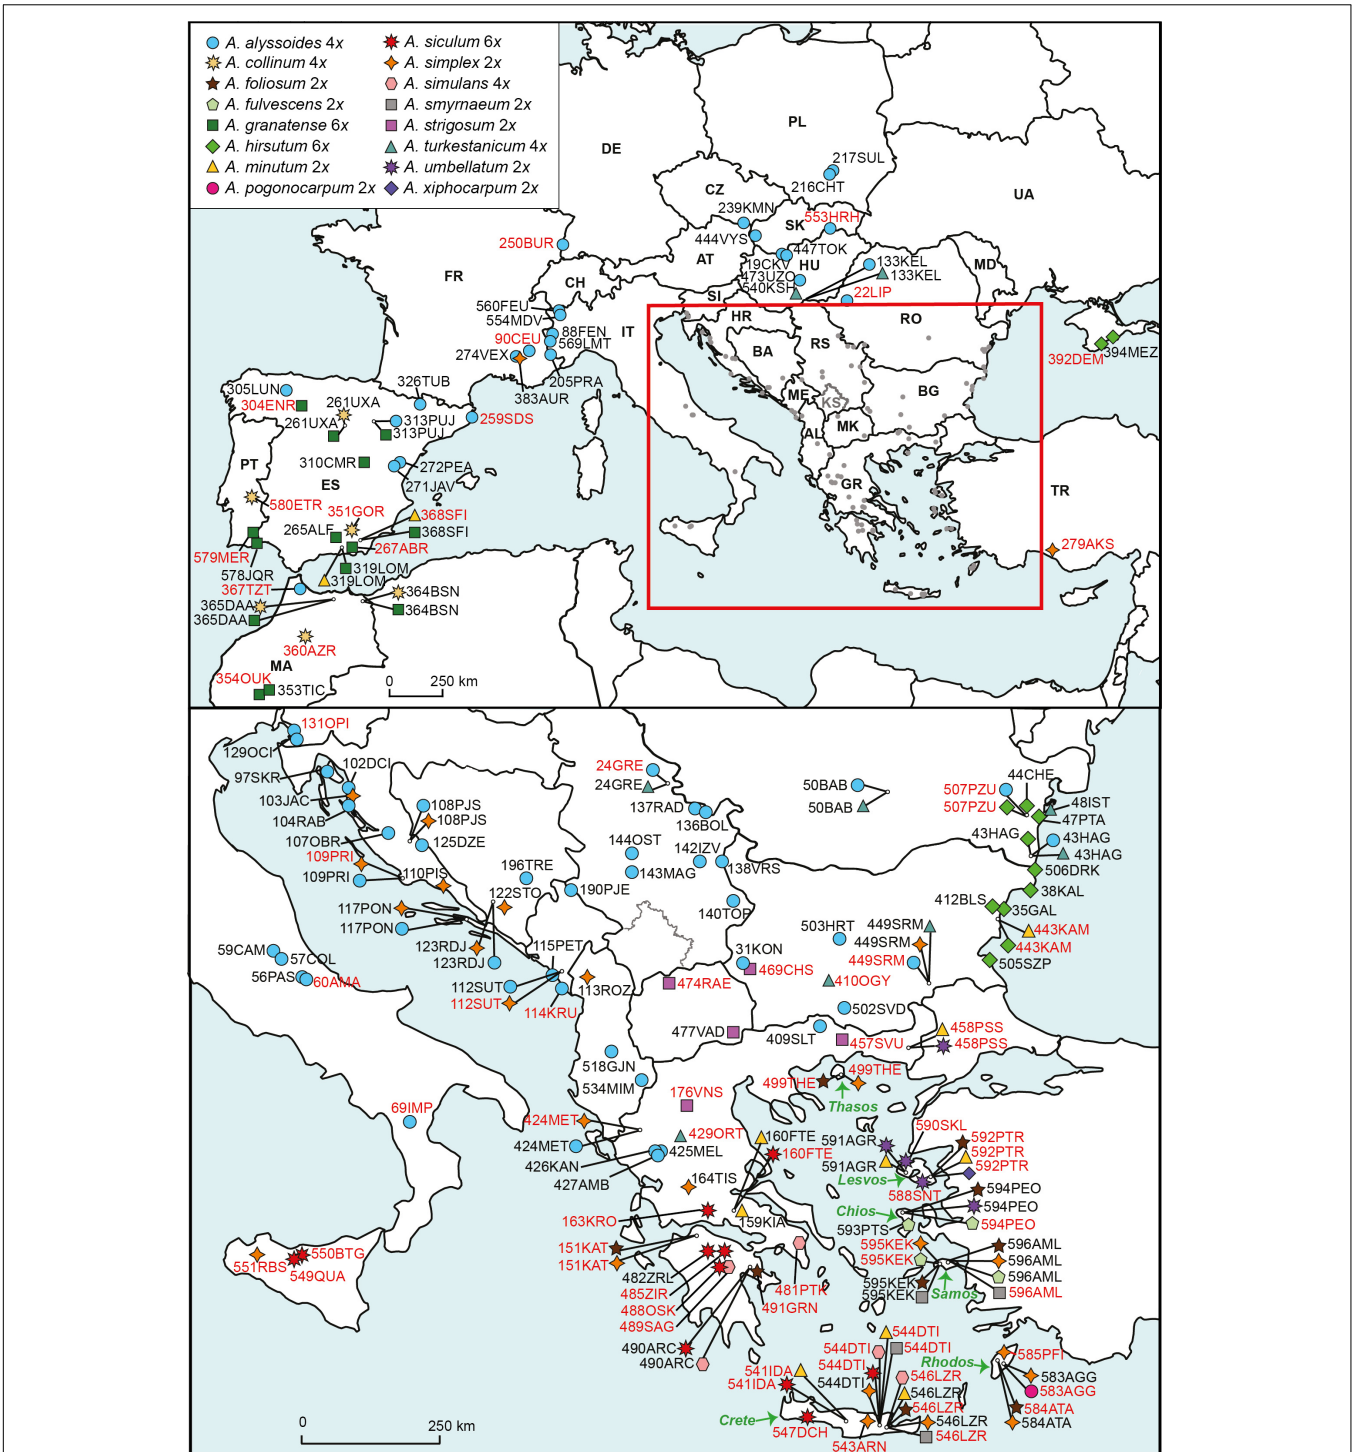 A. alyssoides 4x
A. collinum 4x
A. foliosum 2x
A. fulvescens 2x
A. granatense 6x
A. hirsutum 6x
A. minutum 2x
A. pogonocarpum 2x
A. siculum 6x
A. simplex 2x
A. simulans 4x
A. smyrnaeum 2x
A. strigosum 2x
A. turkestanicum 4x
A. umbellatum 2x
A. xiphocarpum 2x
PL
DE
217SUL
216CHT
CZ
UA
239KMN
SK
553HRH
444VYS
250BUR
447TOK
AT
19CKV
HU
133KEL
MD
133KEL
FR
CH
473UZO
540KSH
22LIP
SI
560FEU
554MDV
HR
RO
IT
88FEN
90CEU
569LMT
RS
392DEM
394MEZ
274VEX
BA
205PRA
326TUB
383AUR
305LUN
BG
304ENR
261UXA
ME
KS
259SDS
261UXA
313PUJ
313PUJ
AL
MK
PT
310CMR
272PEA
ES
271JAV
GR
TR
580ETR
351GOR
368SFI
265ALF
368SFI
267ABR
279AKS
579MER
319LOM
578JQR
319LOM
367TZT
364BSN
365DAA
364BSN
365DAA
360AZR
MA
354OUK
353TIC
0 250 km
131OPI
129OCI
102DCI
97SKR
103JAC
104RAB
108PJS
108PJS
107OBR
125DZE
109PRI
109PRI
110PIS
117PON
117PON
196TRE
122STO
190PJE
123RDJ
123RDJ
115PET
59CAM
57COL
56PAS
60AMA
112SUT
112SUT
113ROZ
114KRU
24GRE
24GRE
137RAD
136BOL
144OST
142IZV
143MAG
138VRS
140TOP
50BAB
50BAB
507PZU
44CHE
507PZU
48IST
47PTA
43HAG
43HAG
43HAG
506DRK
38KAL
412BLS
35GAL
443KAM
443KAM
505SZP
503HRT
449SRM
449SRM
449SRM
31KON
469CHS
474RAE
410OGY
502SVD
477VAD
409SLT
457SVU
458PSS
458PSS
518GJN
534MIM
499THE
499THE
Thasos
176VNS
69IMP
424MET
429ORT
160FTE
590SKL
592PTR
424MET
425MEL
160FTE
591AGR
592PTR
426KAN
591AGR
592PTR
427AMB
164TIS
Lesvos
588SNT
594PEO
Chios
594PEO
163KRO
159KIA
593PTS
594PEO
151KAT
595KEK
596AML
550BTG
151KAT
595KEK
596AML
551RBS
549QUA
482ZRL
596AML
485ZIR
481PTK
595KEK
Samos
595KEK
596AML
488OSK
491GRN
489SAG
544DTI
490ARC
544DTI
544DTI
585PFI
490ARC
544DTI
Rhodos
541IDA
544DTI
546LZR
583AGG
541IDA
546LZR
583AGG
546LZR
584ATA
Crete
546LZR
584ATA
547DCH
546LZR
543ARN
0 250 km